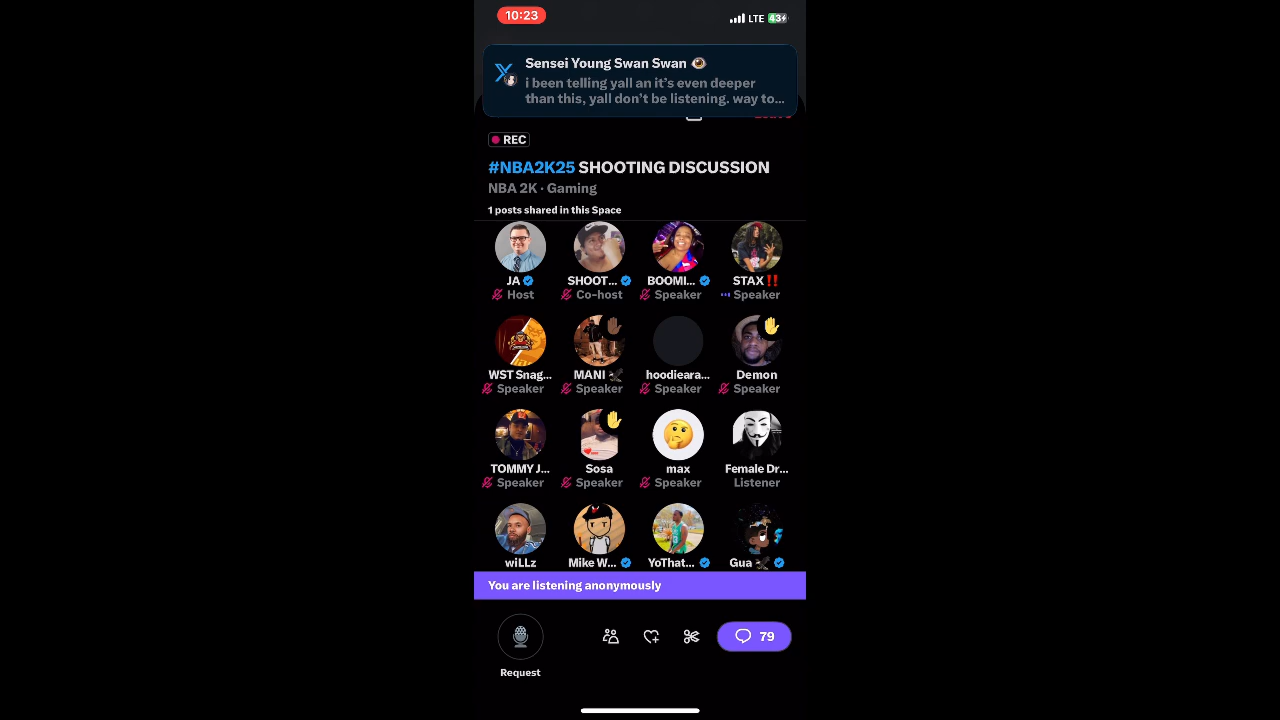 10:23
LTE 43
Sensei Young Swan Swan
i been telling yall an it's even deeper
than this, yall don't be listening. way to...
REC
#NBA2K25 SHOOTING DISCUSSION
NBA 2K · Gaming
1 posts shared in this Space
JA SHOOT... BOOMI... STAX‼️
Host Co-host Speaker Speaker
WST Snag... MANI hoodieara... Demon
Speaker Speaker Speaker Speaker
TOMMY J... Sosa max Female Dr...
Speaker Speaker Speaker Listener
wiLLz Mike W... YoThat... Gua
You are listening anonymously
79
Request